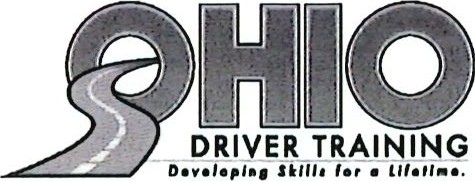 OHIO
DRIVER TRAINING
Developing Skills for a Lifetime.